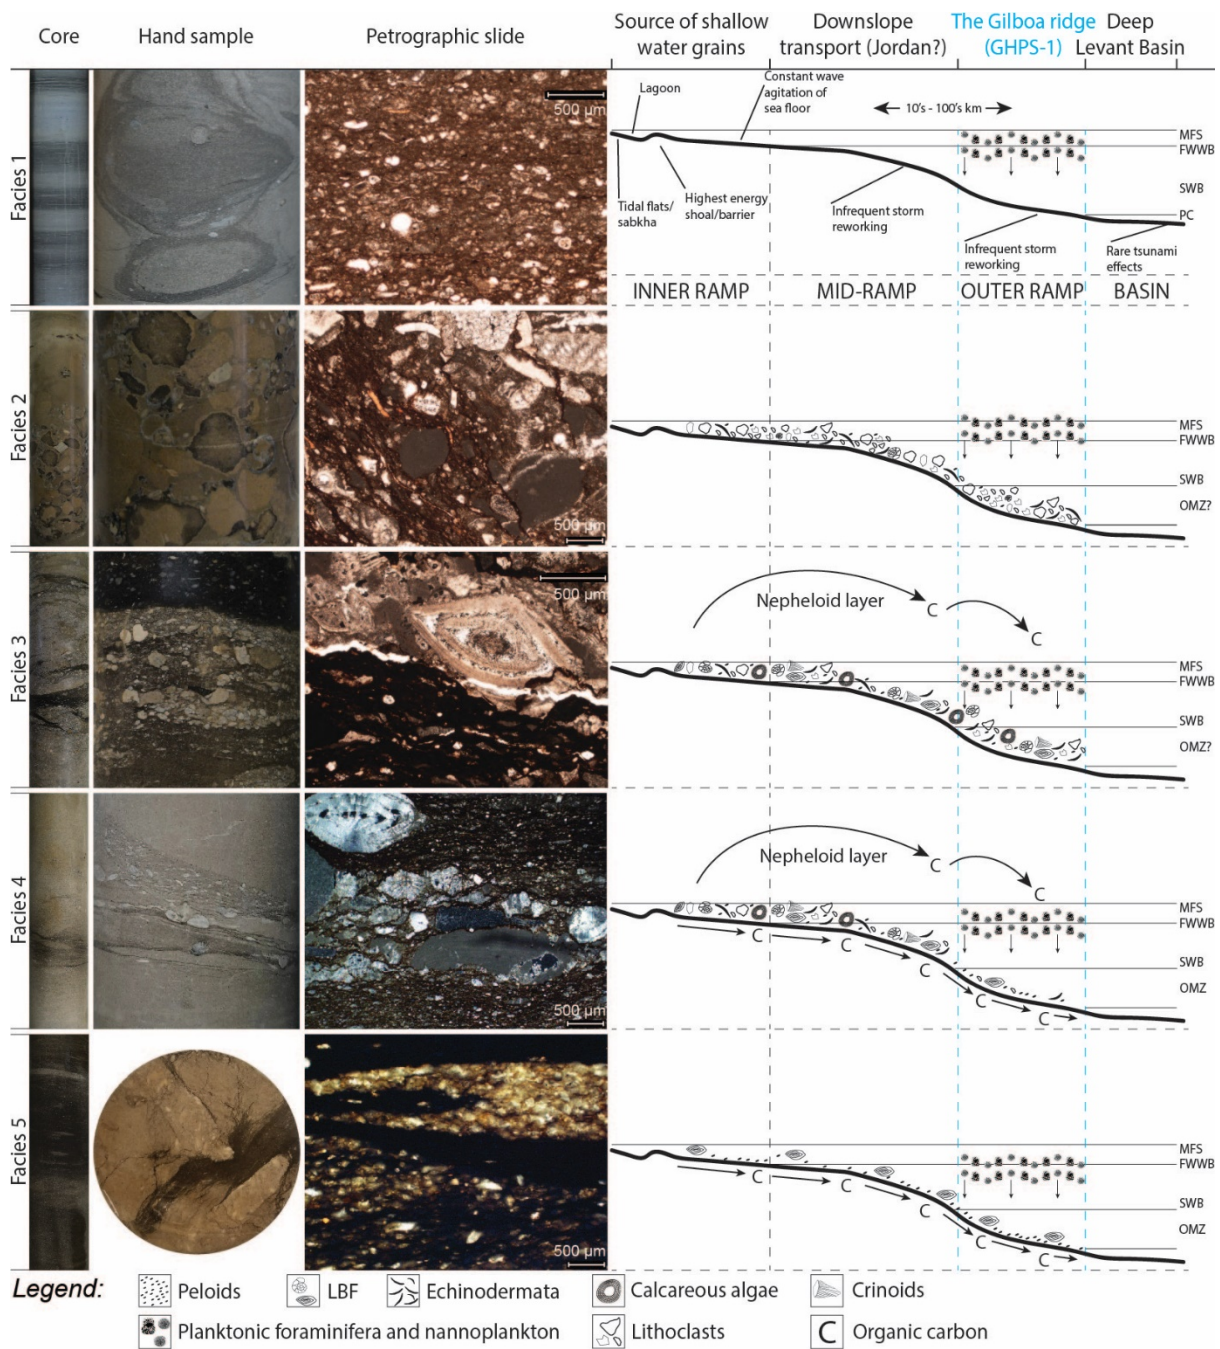 Core
Hand sample
Petrographic slide
Source of shallow
water grains
Downslope
transport (Jordan?)
The Gilboa ridge
(GHPS-1)
Deep
Levant Basin
Facies 1
500 µm
Lagoon
Constant wave
agitation of
sea floor
10's - 100's km
MFS
FWWB
SWB
PC
Tidal flats/
sabkha
Highest energy
shoal/barrier
Infrequent storm
reworking
Infrequent storm
reworking
Rare tsunami
effects
INNER RAMP
MID-RAMP
OUTER RAMP
BASIN
Facies 2
500 µm
MFS
FWWB
SWB
OMZ?
Facies 3
500 µm
Nepheloid layer
C
C
MFS
FWWB
SWB
OMZ?
Facies 4
500 µm
Nepheloid layer
C
C
MFS
FWWB
SWB
OMZ
C
C
C
C
C
Facies 5
500 µm
MFS
FWWB
SWB
OMZ
C
C
C
C
C
Legend:
Peloids
LBF
Echinodermata
Calcareous algae
Crinoids
Planktonic foraminifera and nannoplankton
Lithoclasts
C Organic carbon